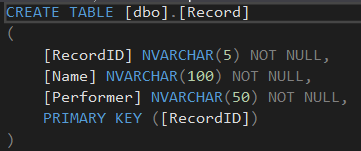 CREATE TABLE [dbo].[Record]
(
[RecordID] NVARCHAR(5) NOT NULL,
[Name] NVARCHAR(100) NOT NULL,
[Performer] NVARCHAR(50) NOT NULL,
PRIMARY KEY ([RecordID])
)